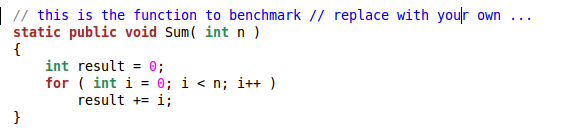 // this is the function to benchmark // replace with your own ...
static public void Sum( int n )
{
    int result = 0;
    for ( int i = 0; i < n; i++ )
        result += i;
}